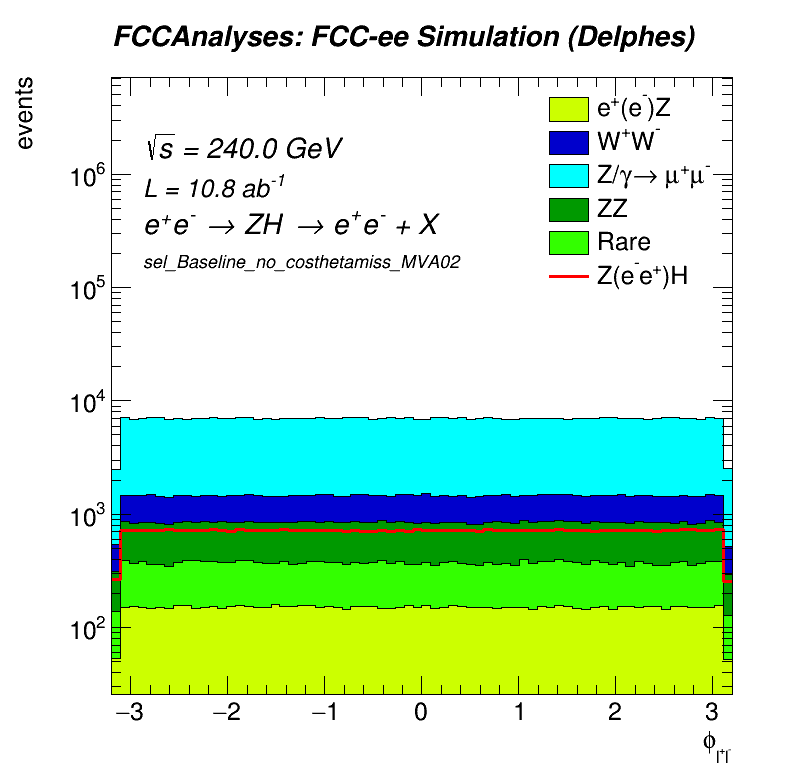 FCCAnalyses: FCC-ee Simulation (Delphes)
events
√s = 240.0 GeV
L = 10.8 ab⁻¹
e⁺e⁻ → ZH → e⁺e⁻ + X
sel_Baseline_no_costhetamiss_MVA02
e⁺(e⁻)Z
W⁺W⁻
Z/γ→ μ⁺μ⁻
ZZ
Rare
Z(e⁻e⁺)H
10⁶
10⁵
10⁴
10³
10²
−3 −2 −1 0 1 2 3
ϕ_l⁺l⁻